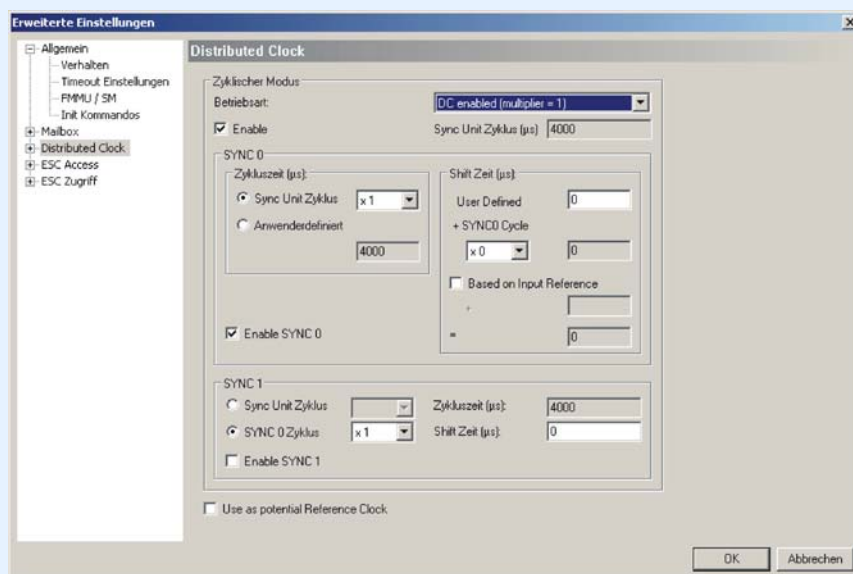 Erweiterte Einstellungen
Allgemein
Verhalten
Timeout Einstellungen
FMMU / SM
Init Kommandos
Mailbox
Distributed Clock
ESC Access
ESC Zugriff
Distributed Clock
Zyklischer Modus
Betriebsart: DC enabled (multiplier = 1)
Enable Sync Unit Zyklus (µs) 4000
SYNC 0
Zykluszeit (µs):
Sync Unit Zyklus x 1
Anwenderdefiniert
4000
Enable SYNC 0
Shift Zeit (µs):
User Defined 0
+ SYNC0 Cycle
x 0 0
Based on Input Reference
+
= 0
SYNC 1
Sync Unit Zyklus Zykluszeit (µs): 4000
SYNC 0 Zyklus x 1 Shift Zeit (µs): 0
Enable SYNC 1
Use as potential Reference Clock
OK Abbrechen